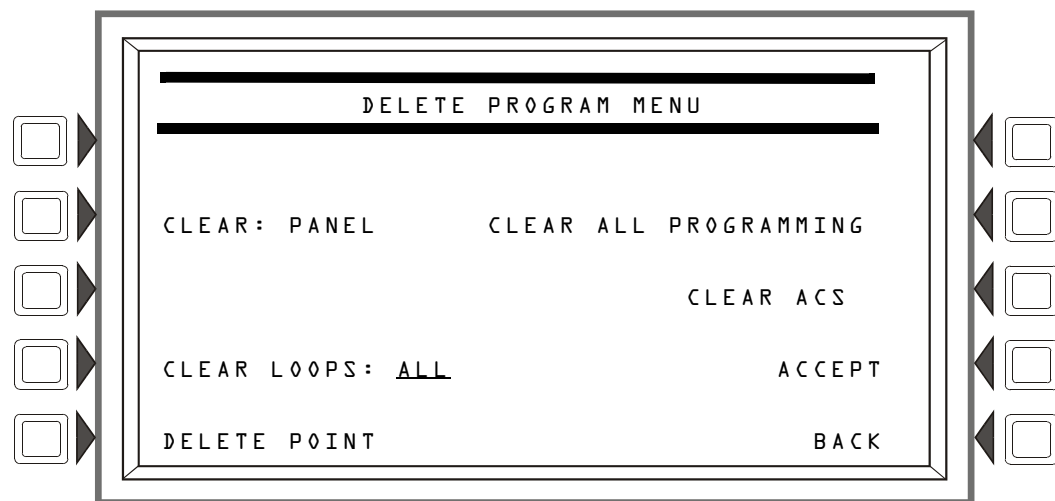 DELETE PROGRAM MENU
CLEAR: PANEL CLEAR ALL PROGRAMMING
CLEAR ACS
CLEAR LOOPS: ALL ACCEPT
DELETE POINT BACK